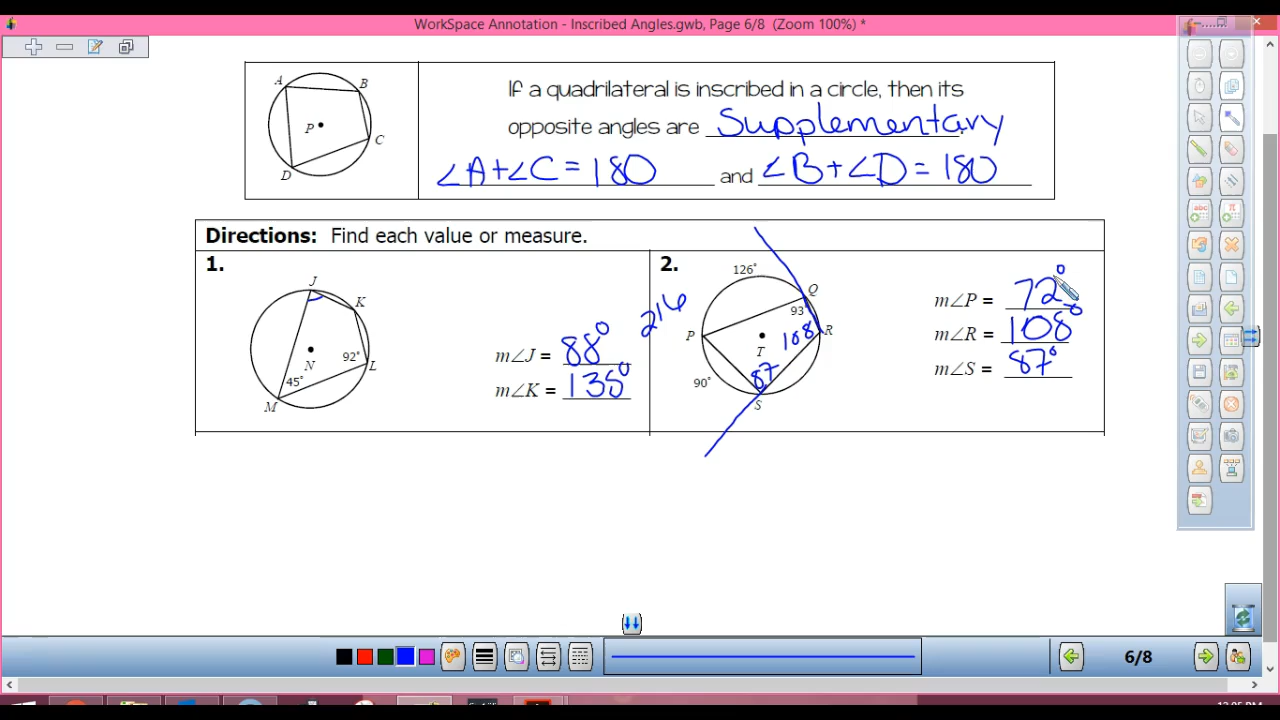 WorkSpace Annotation - Inscribed Angles.gwb, Page 6/8 (Zoom 100%) *
A
B
P
C
D
If a quadrilateral is inscribed in a circle, then its
opposite angles are Supplementary.
∠A+∠C = 180 and ∠B + ∠D = 180
Directions: Find each value or measure.
1.
J
K
92°
L
N
45°
M
m∠J = 88°
m∠K = 135°
2.
126°
216
Q
93°
P
108
R
T
90°
87
S
m∠P = 72°
m∠R = 108°
m∠S = 87°
abc
π
6/8